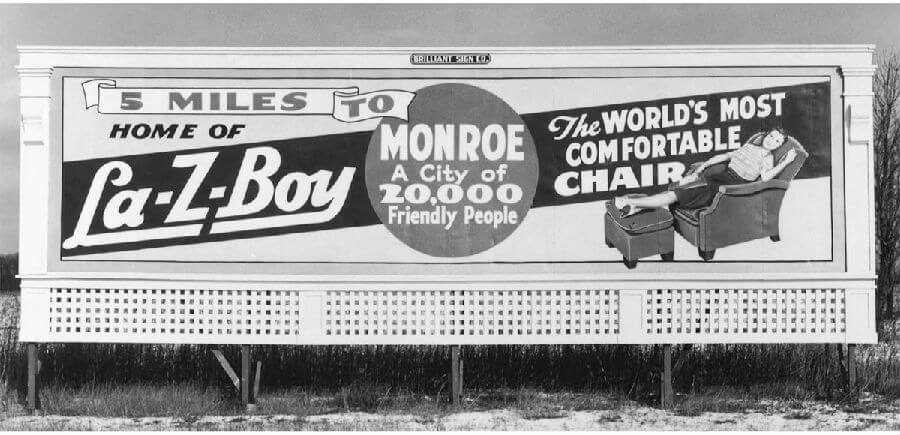 BRILLIANT SIGN CO.
5 MILES TO
HOME OF
La-Z-Boy
MONROE
A City of
20,000
Friendly People
The WORLD'S MOST
COMFORTABLE
CHAIR